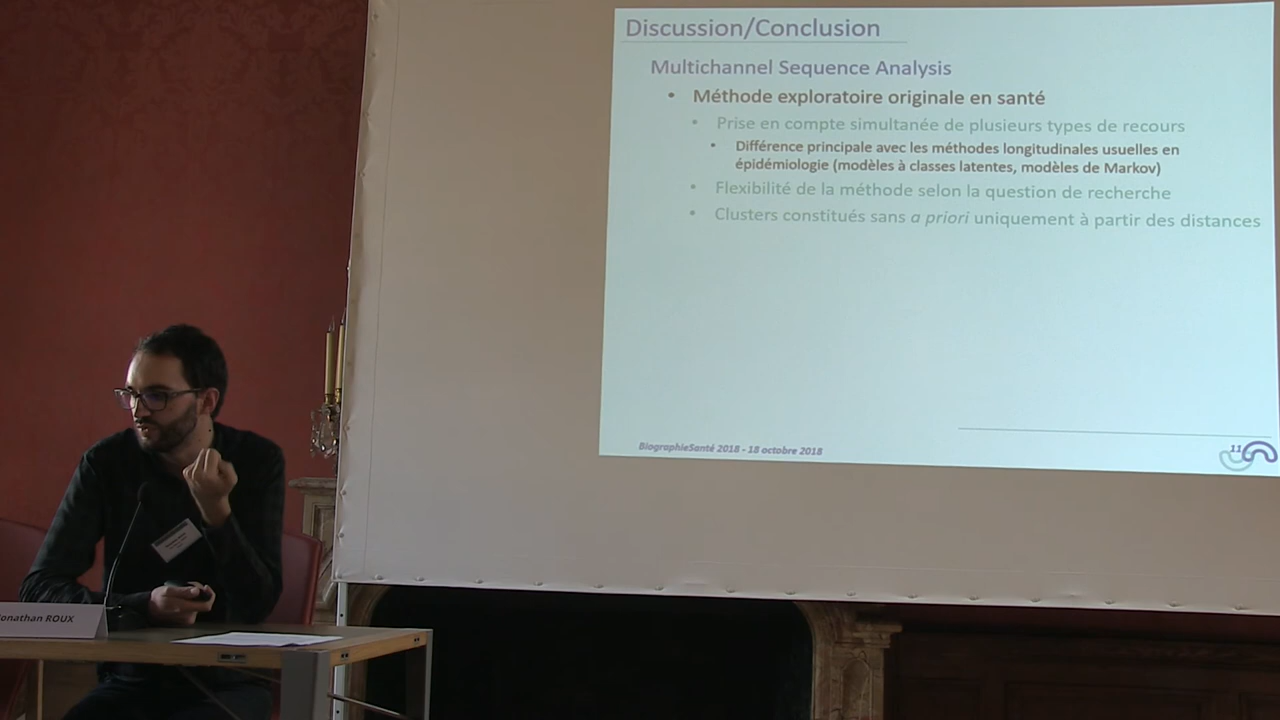 Discussion/Conclusion
Multichannel Sequence Analysis
• Méthode exploratoire originale en santé
• Prise en compte simultanée de plusieurs types de recours
• Différence principale avec les méthodes longitudinales usuelles en
épidémiologie (modèles à classes latentes, modèles de Markov)
• Flexibilité de la méthode selon la question de recherche
• Clusters constitués sans a priori uniquement à partir des distances
BiographieSanté 2018 - 18 octobre 2018
11
onathan ROUX